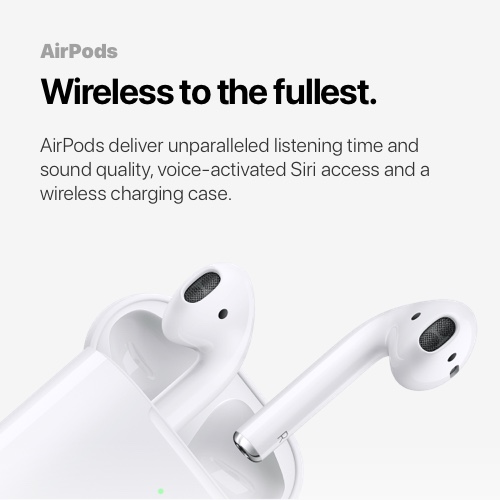 AirPods
Wireless to the fullest.
AirPods deliver unparalleled listening time and
sound quality, voice-activated Siri access and a
wireless charging case.
R